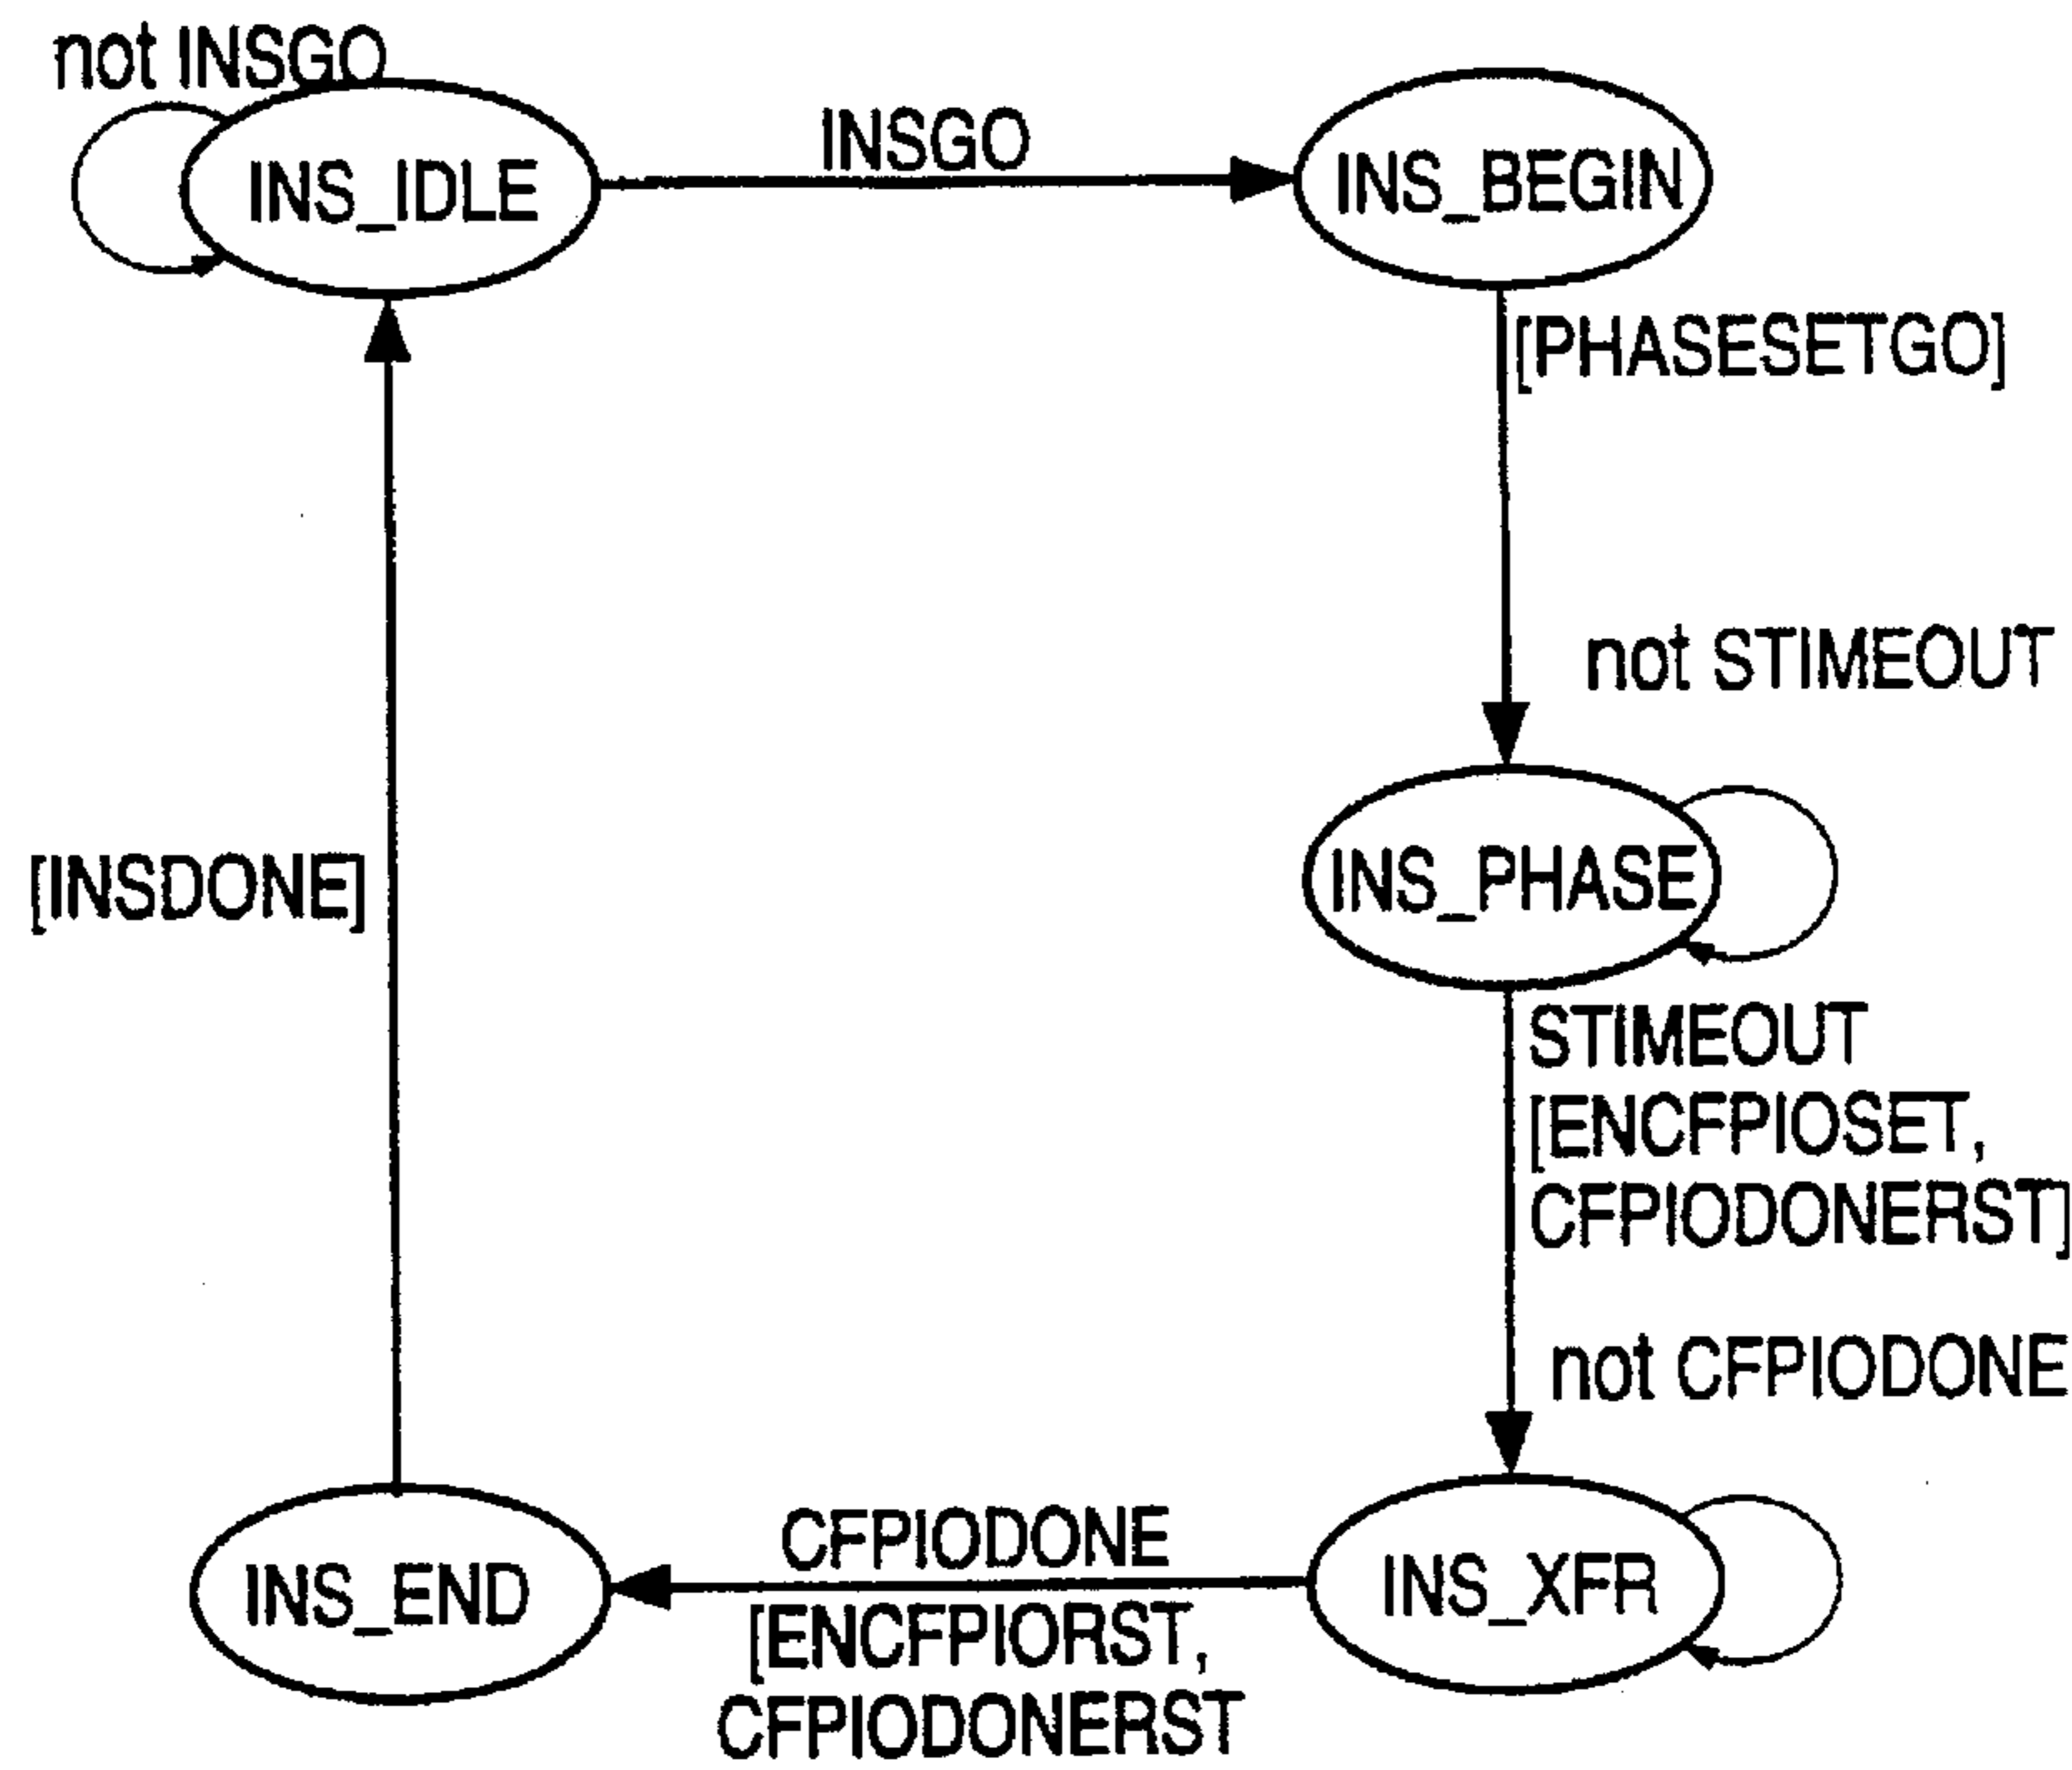 not INSGO
INSGO
INS_IDLE
INS_BEGIN
[PHASESETGO]
not STIMEOUT
[INSDONE]
INS_PHASE
STIMEOUT
[ENCFPIOSET,
CFPIODONERST]
not CFPIODONE
CFPIODONE
INS_END
INS_XFR
[ENCFPIORST,
CFPIODONERST